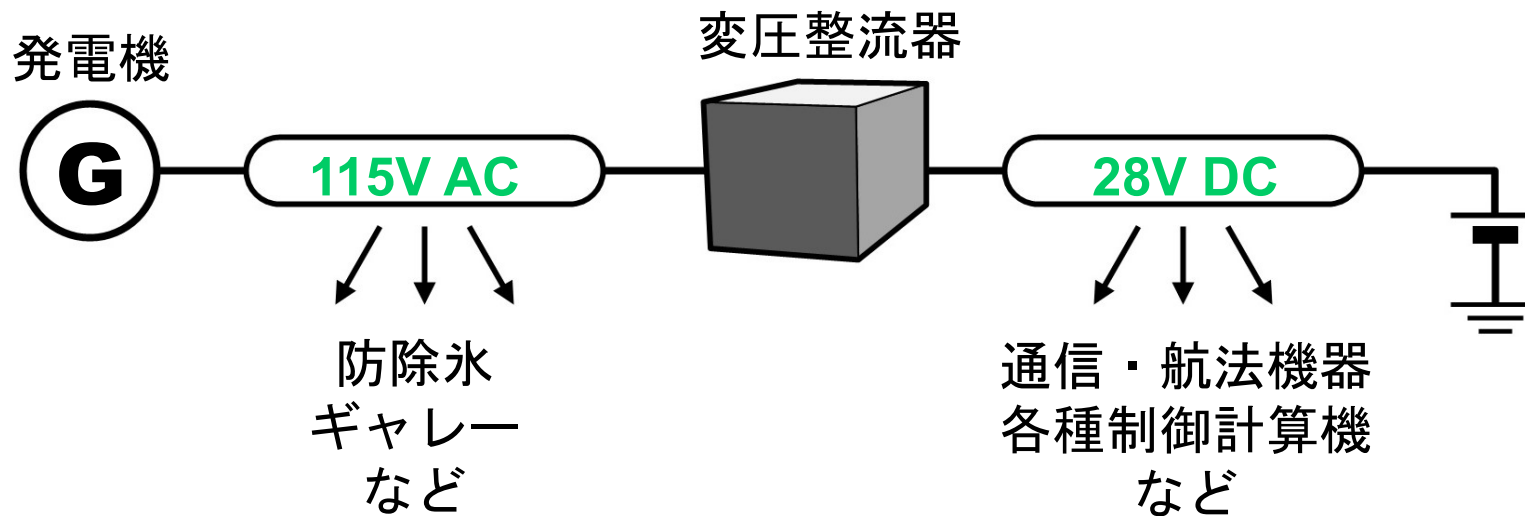 発電機
変圧整流器
G
115V AC
28V DC
防除氷
ギャレー
など
通信・航法機器
各種制御計算機
など